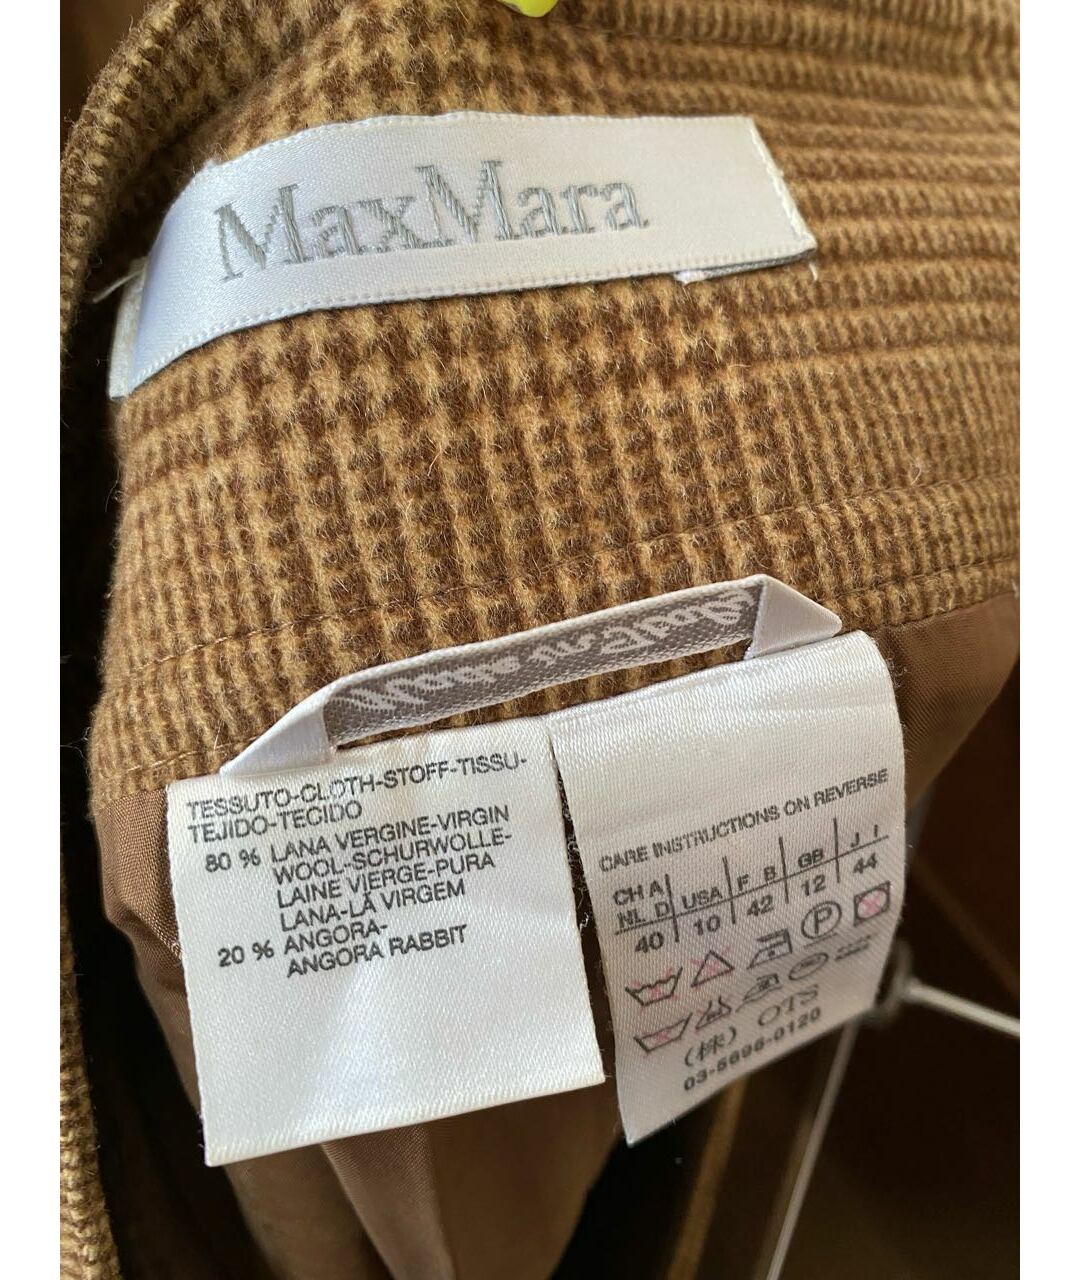 MaxMara
TESSUTO-CLOTH-STOFF-TISSU-
TEJIDO-TECIDO
80 % LANA VERGINE-VIRGIN
WOOL-SCHURWOLLE-
LAINE VIERGE-PURA
LANA-LÃ VIRGEM
20 % ANGORA-
ANGORA RABBIT
CARE INSTRUCTIONS ON REVERSE
CH A USA F B GB J I
NL D 10 42 12 44
40
P
(株) OTS
03-5695-0120